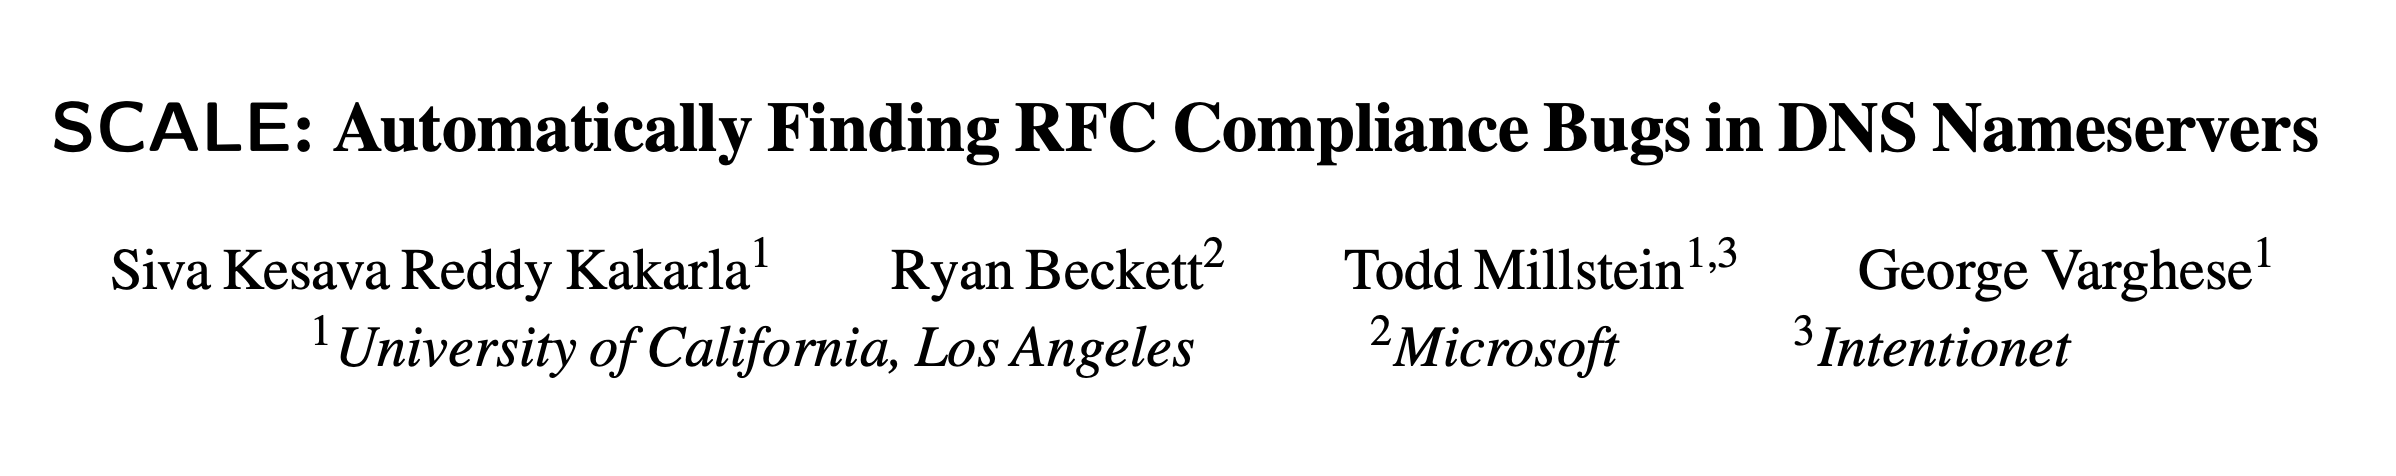 SCALE: Automatically Finding RFC Compliance Bugs in DNS Nameservers
Siva Kesava Reddy Kakarla¹ Ryan Beckett² Todd Millstein¹,³ George Varghese¹
¹University of California, Los Angeles ²Microsoft ³Intentionet